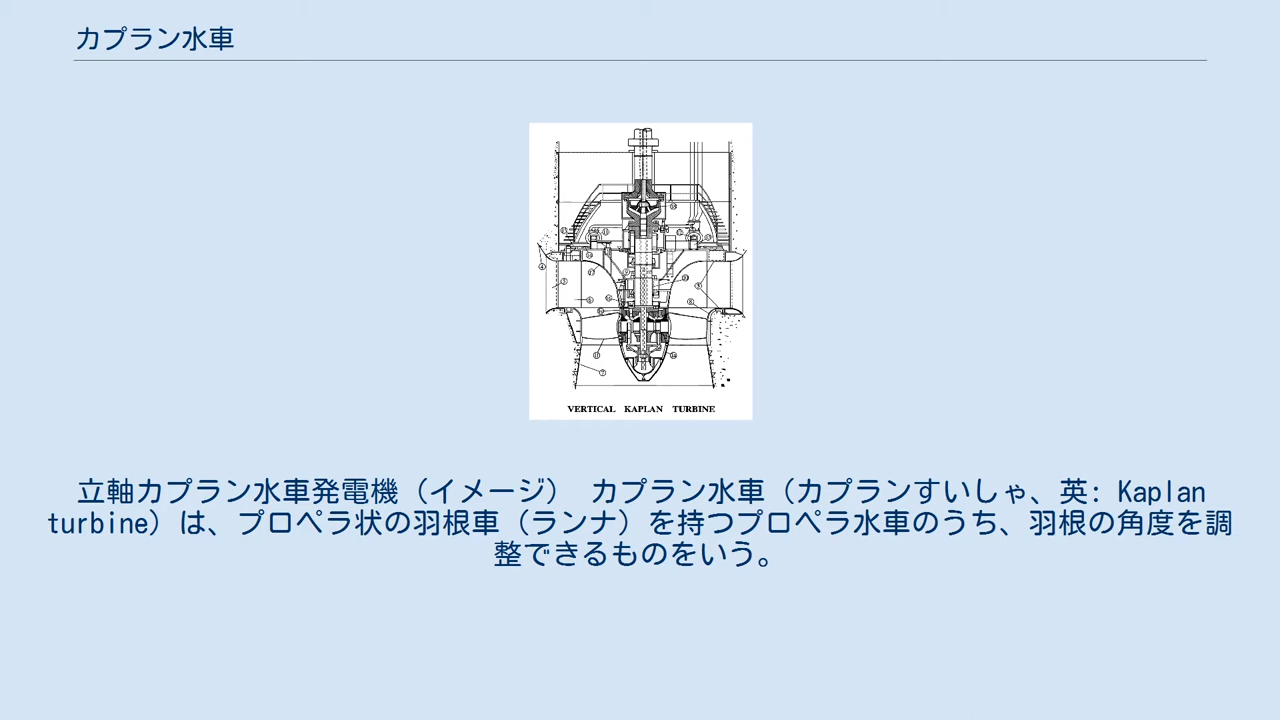 カプラン水車
VERTICAL KAPLAN TURBINE
立軸カプラン水車発電機（イメージ） カプラン水車（カプランすいしゃ、英: Kaplan
turbine）は、プロペラ状の羽根車（ランナ）を持つプロペラ水車のうち、羽根の角度を調
整できるものをいう。